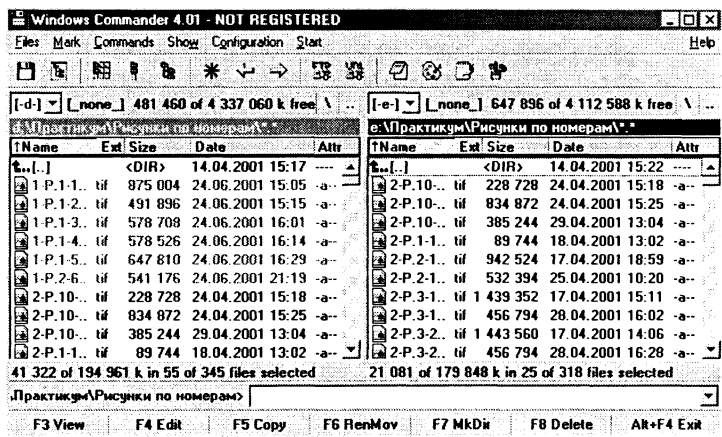 Windows Commander 4.01 - NOT REGISTERED
Files Mark Commands Show Configuration Start Help
[-d-] [_none_] 481 460 of 4 337 060 k free \ ..
[-e-] [_none_] 647 896 of 4 112 588 k free \ ..
d:\Практикум\Рисунки по номерам\*.*
↑Name Ext Size Date Attr
[..] <DIR> 14.04.2001 15:17 ----
1-P.1-1.. tif 875 004 24.06.2001 15:05 -a--
1-P.1-2.. tif 491 896 24.06.2001 15:15 -a--
1-P.1-3.. tif 578 708 24.06.2001 16:01 -a--
1-P.1-4.. tif 578 526 24.06.2001 16:14 -a--
1-P.1-5.. tif 647 810 24.06.2001 16:29 -a--
1-P.2-6.. tif 541 176 24.06.2001 21:19 -a--
2-P.10-.. tif 228 728 24.04.2001 15:18 -a--
2-P.10-.. tif 834 872 24.04.2001 15:25 -a--
2-P.10-.. tif 385 244 29.04.2001 13:04 -a--
2-P.1-1.. tif 89 744 18.04.2001 13:02 -a--
41 322 of 194 961 k in 55 of 345 files selected
e:\Практикум\Рисунки по номерам\*.*
↑Name Ext Size Date Attr
[..] <DIR> 14.04.2001 15:22 ----
2-P.10-.. tif 228 728 24.04.2001 15:18 -a--
2-P.10-.. tif 834 872 24.04.2001 15:25 -a--
2-P.10-.. tif 385 244 29.04.2001 13:04 -a--
2-P.1-1.. tif 89 744 18.04.2001 13:02 -a--
2-P.2-1.. tif 942 524 17.04.2001 18:59 -a--
2-P.2-1.. tif 532 394 25.04.2001 10:20 -a--
2-P.3-1.. tif 1 439 352 17.04.2001 15:11 -a--
2-P.3-1.. tif 456 794 28.04.2001 16:02 -a--
2-P.3-2.. tif 1 443 560 17.04.2001 14:06 -a--
2-P.3-2.. tif 456 794 28.04.2001 16:28 -a--
21 081 of 179 848 k in 25 of 318 files selected
.Практикум\Рисунки по номерам>
F3 View F4 Edit F5 Copy F6 RenMov F7 MkDir F8 Delete Alt+F4 Exit